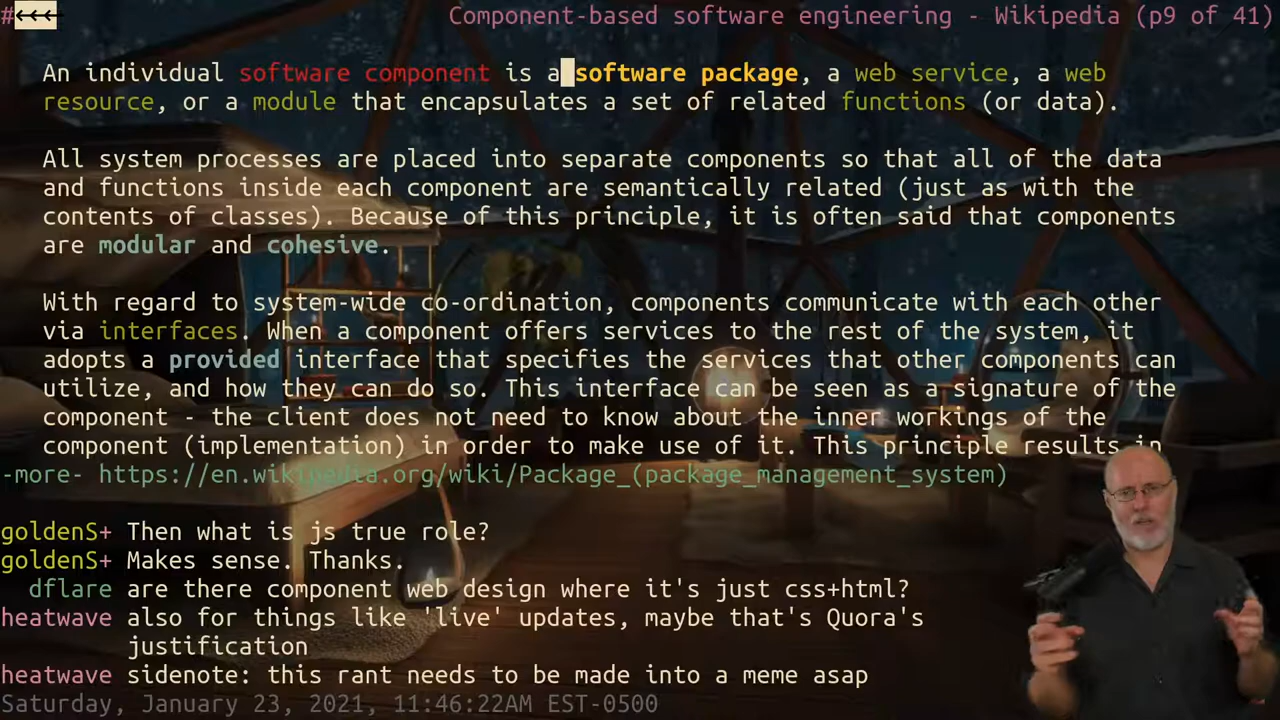 #←←← Component-based software engineering - Wikipedia (p9 of 41)
An individual software component is a software package, a web service, a web
resource, or a module that encapsulates a set of related functions (or data).
All system processes are placed into separate components so that all of the data
and functions inside each component are semantically related (just as with the
contents of classes). Because of this principle, it is often said that components
are modular and cohesive.
With regard to system-wide co-ordination, components communicate with each other
via interfaces. When a component offers services to the rest of the system, it
adopts a provided interface that specifies the services that other components can
utilize, and how they can do so. This interface can be seen as a signature of the
component - the client does not need to know about the inner workings of the
component (implementation) in order to make use of it. This principle results in
-more- https://en.wikipedia.org/wiki/Package_(package_management_system)
goldenS+ Then what is js true role?
goldenS+ Makes sense. Thanks.
dflare are there component web design where it's just css+html?
heatwave also for things like 'live' updates, maybe that's Quora's
justification
heatwave sidenote: this rant needs to be made into a meme asap
Saturday, January 23, 2021, 11:46:22AM EST-0500